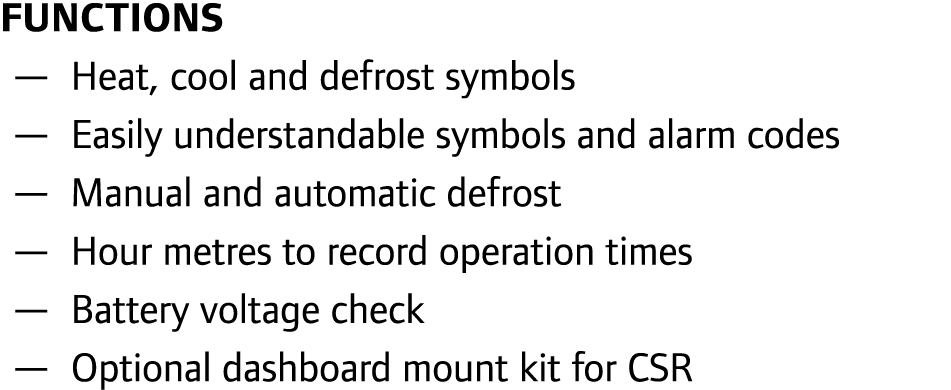 FUNCTIONS
— Heat, cool and defrost symbols
— Easily understandable symbols and alarm codes
— Manual and automatic defrost
— Hour metres to record operation times
— Battery voltage check
— Optional dashboard mount kit for CSR